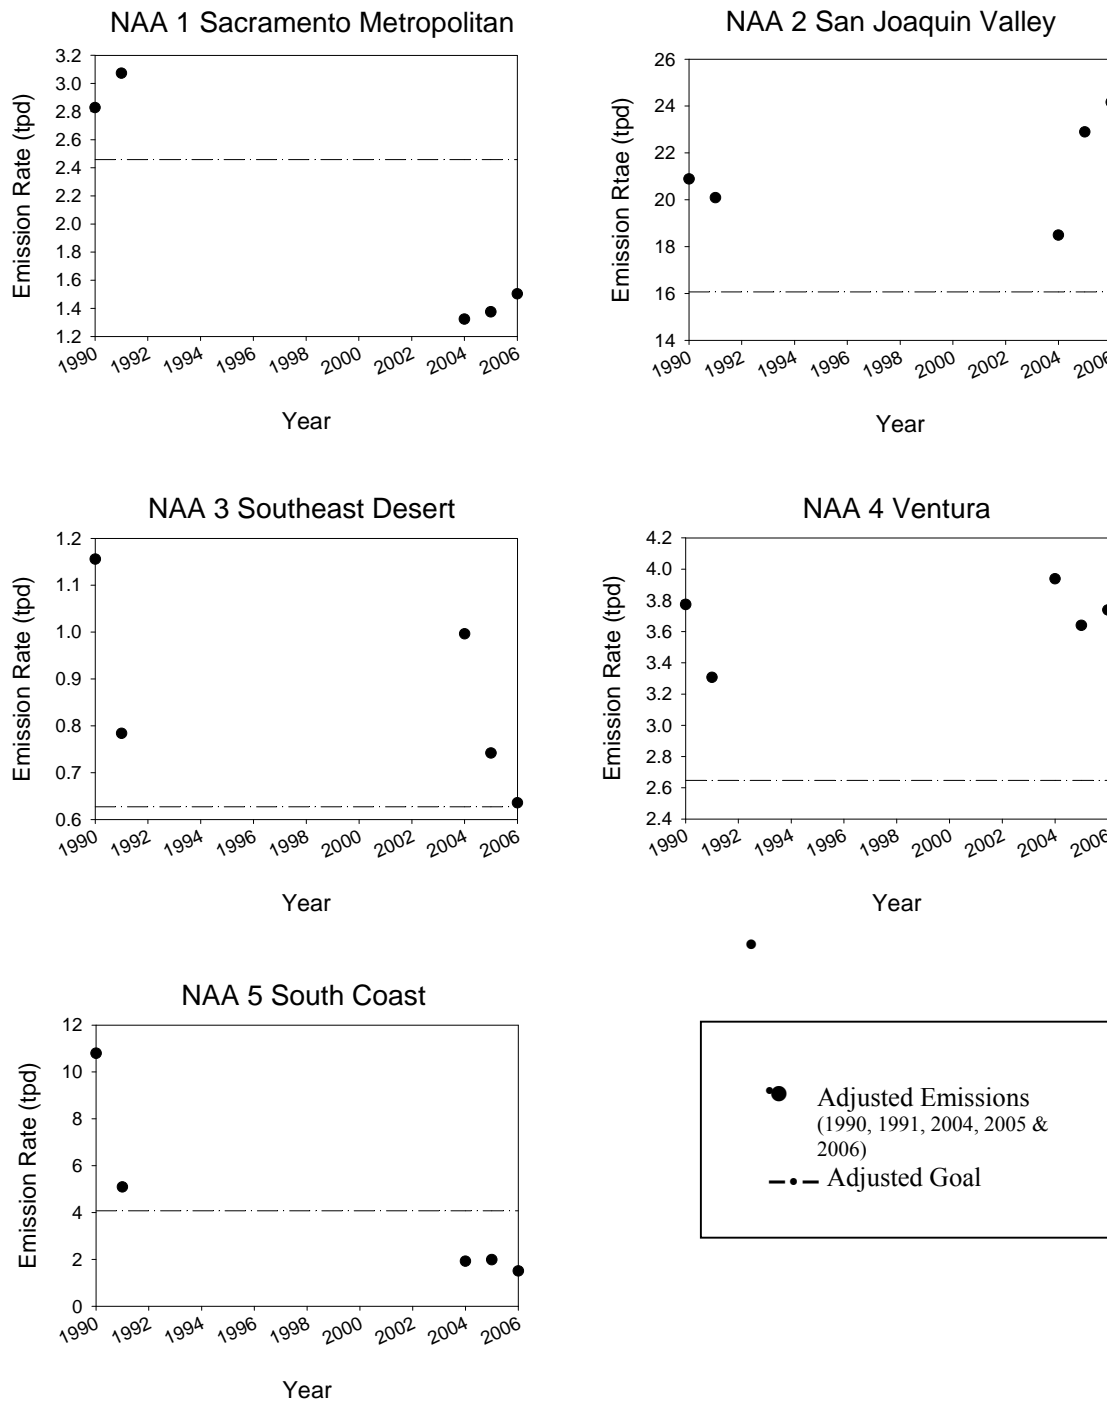 NAA 1 Sacramento Metropolitan
3.2
3.0
2.8
2.6
2.4
2.2
2.0
1.8
1.6
1.4
1.2
Emission Rate (tpd)
1990 1992 1994 1996 1998 2000 2002 2004 2006
Year
NAA 2 San Joaquin Valley
26
24
22
20
18
16
14
Emission Rtae (tpd)
1990 1992 1994 1996 1998 2000 2002 2004 2006
Year
NAA 3 Southeast Desert
1.2
1.1
1.0
0.9
0.8
0.7
0.6
Emission Rate (tpd)
1990 1992 1994 1996 1998 2000 2002 2004 2006
Year
NAA 4 Ventura
4.2
4.0
3.8
3.6
3.4
3.2
3.0
2.8
2.6
2.4
Emission Rate (tpd)
1990 1992 1994 1996 1998 2000 2002 2004 2006
Year
NAA 5 South Coast
12
10
8
6
4
2
0
Emission Rate (tpd)
1990 1992 1994 1996 1998 2000 2002 2004 2006
Year
Adjusted Emissions
(1990, 1991, 2004, 2005 &
2006)
Adjusted Goal